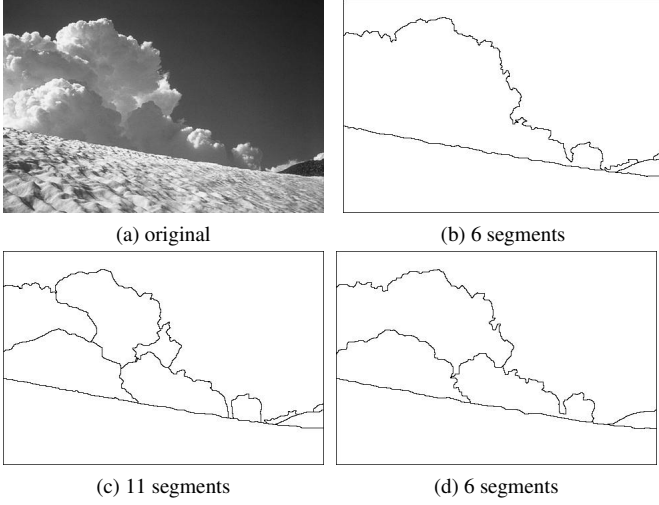 (a) original
(b) 6 segments
(c) 11 segments
(d) 6 segments